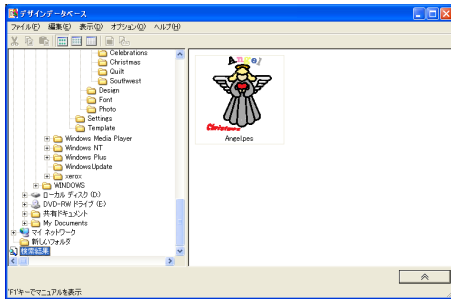 デザインデータベース
ファイル(F) 編集(E) 表示(D) オプション(O) ヘルプ(H)
Celebrations
Christmas
Quilt
Southwest
Design
Font
Photo
Settings
Template
Windows Media Player
Windows NT
Windows Plus
WindowsUpdate
xerox
WINDOWS
ローカル ディスク (D:)
DVD-RW ドライブ (E:)
共有ドキュメント
My Documents
マイ ネットワーク
新しいフォルダ
検索結果
Angel
Christmas
Angelpes
'F1'キーでマニュアルを表示